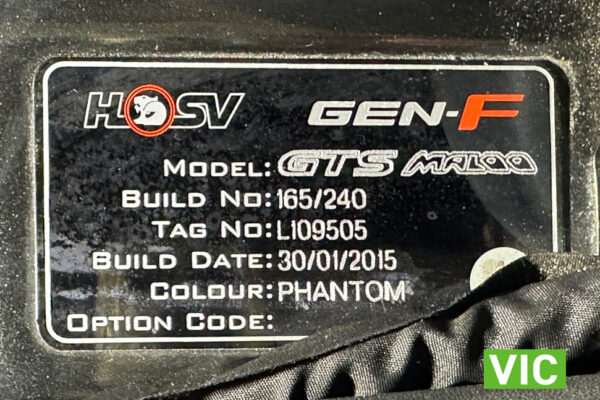 HSV GEN-F
MODEL: GTS MALOO
BUILD NO: 165/240
TAG NO: L109505
BUILD DATE: 30/01/2015
COLOUR: PHANTOM
OPTION CODE:
VIC